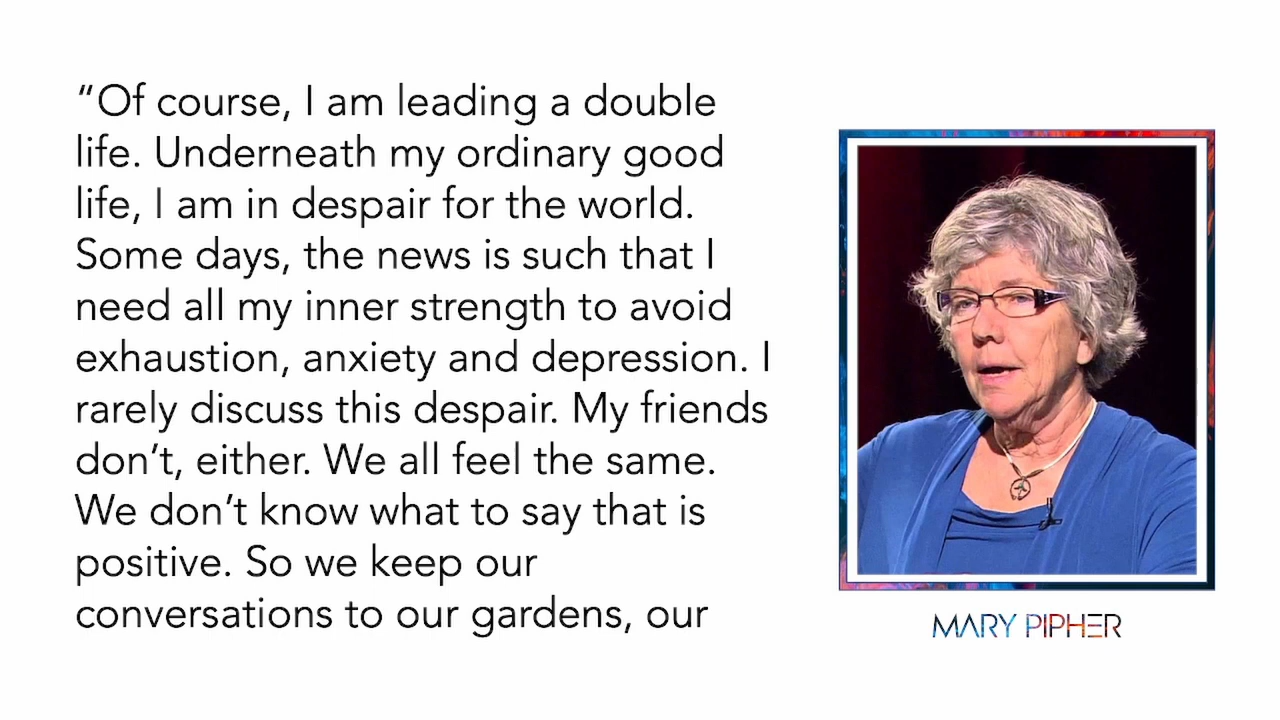 “Of course, I am leading a double
life. Underneath my ordinary good
life, I am in despair for the world.
Some days, the news is such that I
need all my inner strength to avoid
exhaustion, anxiety and depression. I
rarely discuss this despair. My friends
don’t, either. We all feel the same.
We don’t know what to say that is
positive. So we keep our
conversations to our gardens, our
MARY PIPHER